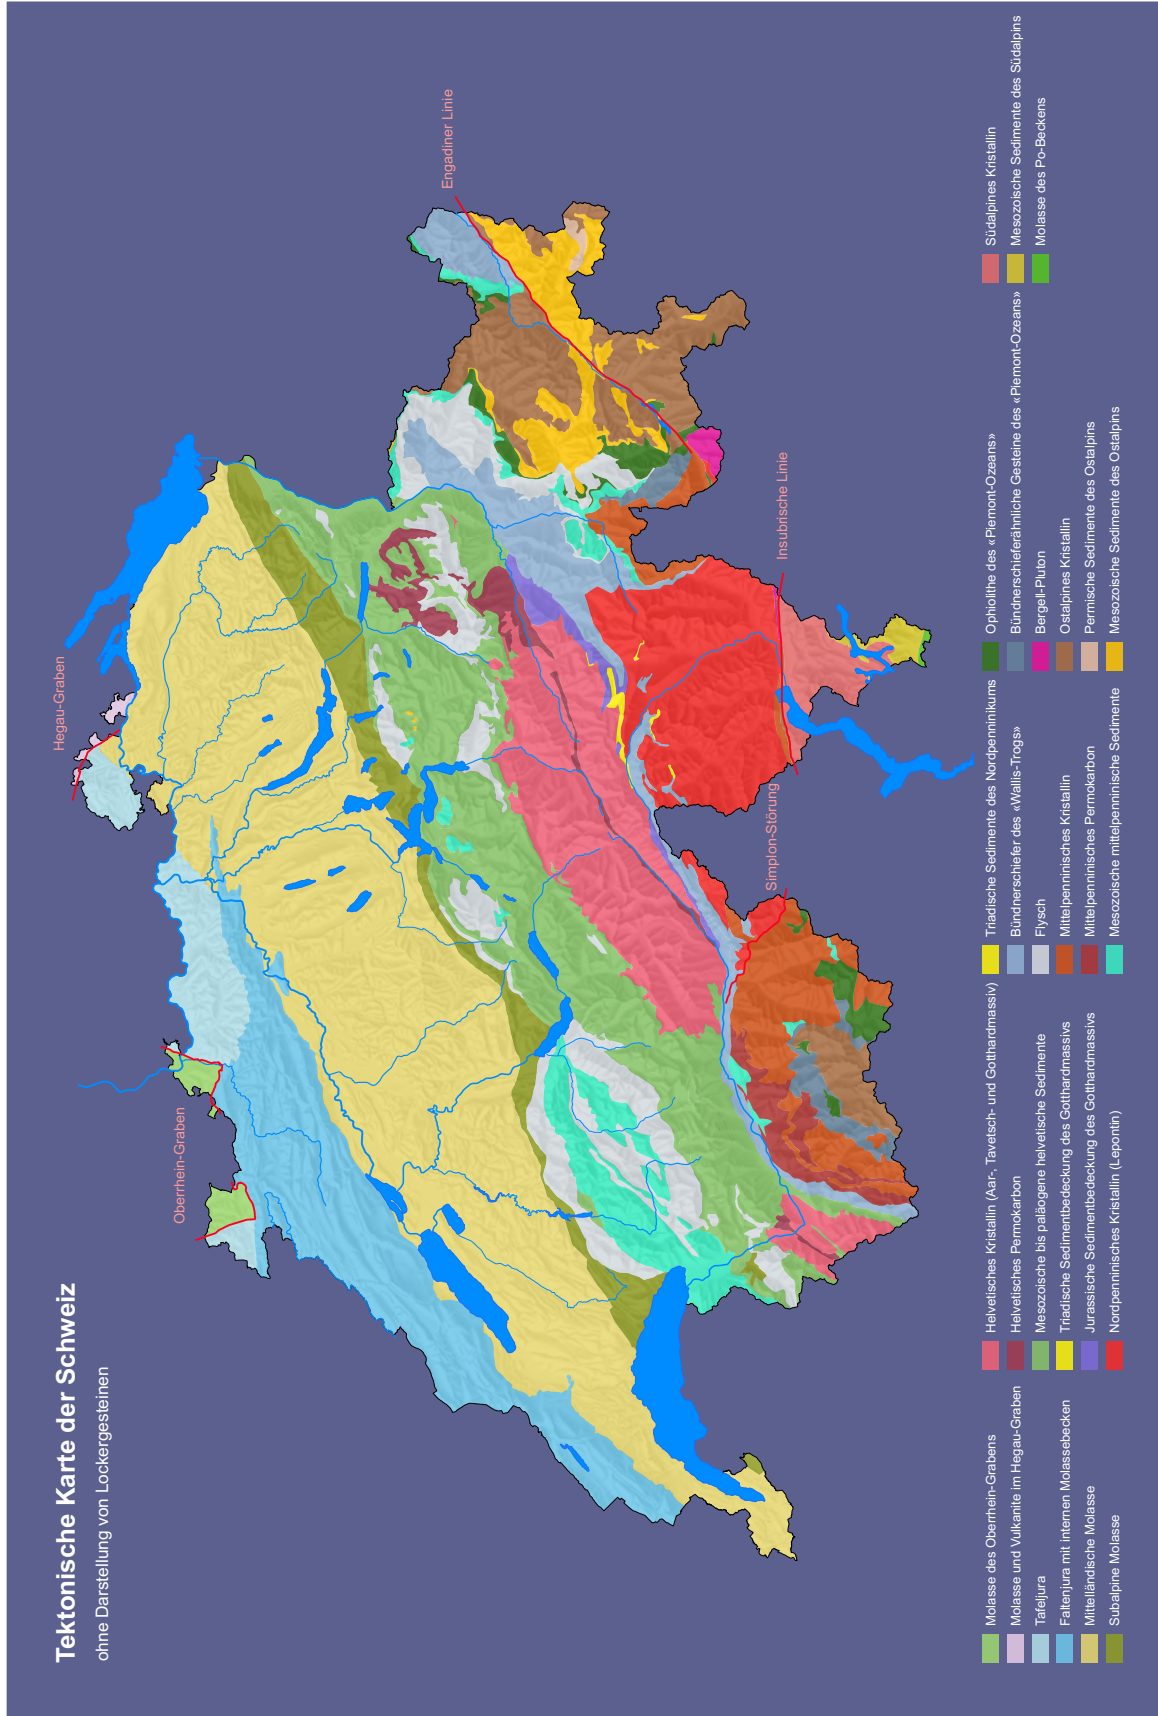 Tektonische Karte der Schweiz
ohne Darstellung von Lockergesteinen
Oberrhein-Graben
Hegau-Graben
Engadiner Linie
Simplon-Störung
Insubrische Linie
Molasse des Oberrhein-Grabens
Molasse und Vulkanite im Hegau-Graben
Tafeljura
Faltenjura mit internen Molassebecken
Mittelländische Molasse
Subalpine Molasse
Helvetisches Kristallin (Aar-, Tavetsch- und Gotthardmassiv)
Helvetisches Permokarbon
Mesozoische bis paläogene helvetische Sedimente
Triadische Sedimentbedeckung des Gotthardmassivs
Jurassische Sedimentbedeckung des Gotthardmassivs
Nordpenninisches Kristallin (Lepontin)
Triadische Sedimente des Nordpenninikums
Bündnerschiefer des «Wallis-Trogs»
Flysch
Mittelpenninisches Kristallin
Mittelpenninisches Permokarbon
Mesozoische mittelpenninische Sedimente
Ophiolithe des «Piemont-Ozeans»
Bündnerschieferähnliche Gesteine des «Piemont-Ozeans»
Bergell-Pluton
Ostalpines Kristallin
Permische Sedimente des Ostalpins
Mesozoische Sedimente des Ostalpins
Südalpines Kristallin
Mesozoische Sedimente des Südalpins
Molasse des Po-Beckens